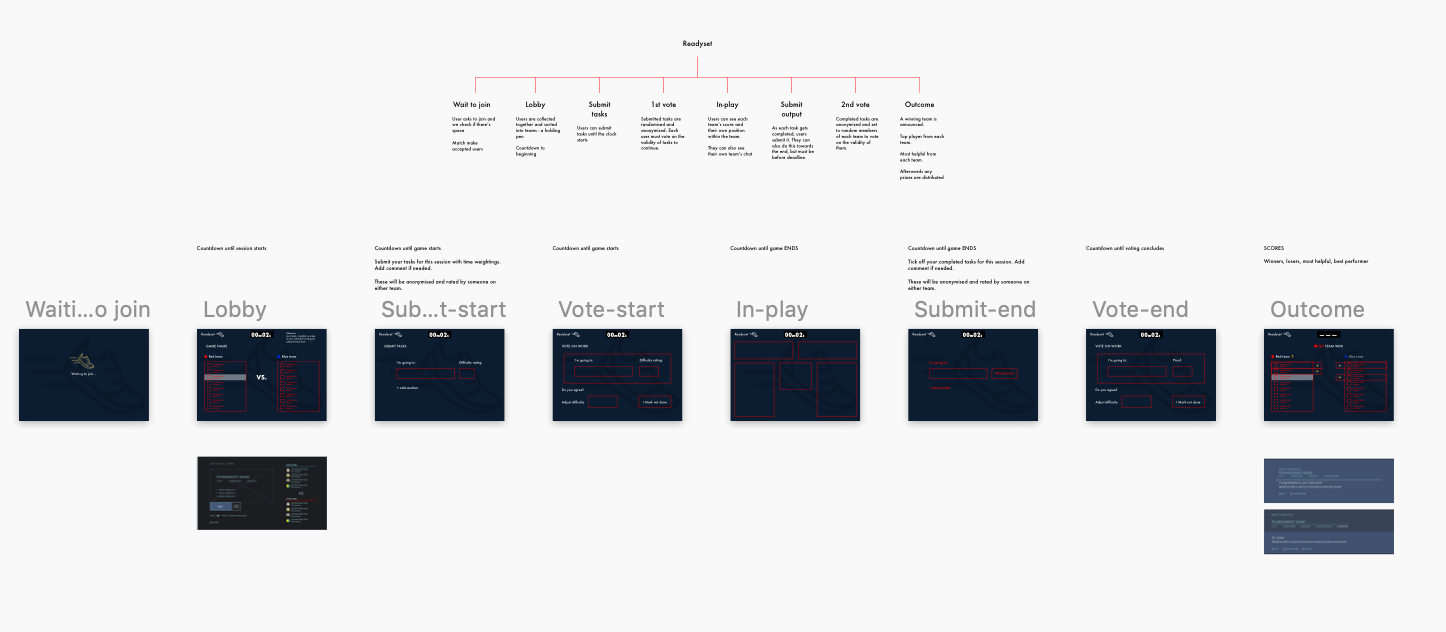 Readyset
Wait to join
User asks to join and
we check if there's
space
Match make
accepted users
Lobby
Users are collected
together and sorted
into teams - a holding
pen
Countdown to
beginning
Submit
tasks
Users can submit
tasks until the clock
starts.
1st vote
Submitted tasks are
randomised and
anonymised. Each
user must vote on the
validity of tasks to
continue.
In-play
Users can see each
team's score and
their own position
within the team.
They can also see
their own team's chat
Submit
output
As each task gets
completed, users
submit it. They can
also do this towards
the end, but must be
before deadline.
2nd vote
Completed tasks are
anonymised and set
to random members
of each team to vote
on the validity of
them.
Outcome
A winning team is
announced.
Top player from each
team.
Most helpful from
each team.
Afterwards any
prizes are distributed
Countdown until session starts
Countdown until game starts
Submit your tasks for this session with time weightings.
Add comment if needed.
These will be anonymised and rated by someone on
either team.
Countdown until game starts
Countdown until game ENDS
Countdown until game ENDS
Tick off your completed tasks for this session. Add
comment if needed.
These will be anonymised and rated by someone on
either team.
Countdown until voting concludes
SCORES
Winners, losers, most helpful, best performer
Waiti...o join
Lobby
Sub...t-start
Vote-start
In-play
Submit-end
Vote-end
Outcome
Waiting to join...
Readyset
GAME NAME
Red team
Blue team
VS.
Readyset
SUBMIT TASKS
I'm going to:
Difficulty rating:
+ add another
Readyset
VOTE ON WORK
I'm going to:
Difficulty rating:
Do you agree?
Adjust difficulty
Readyset
Readyset
Readyset
VOTE ON WORK
I'm going to:
Proof:
Do you agree?
Adjust difficulty
Readyset
TEAM WIN
Red team
Blue team
TOURNAMENT NAME
VS
TOURNAMENT NAME
TOURNAMENT NAME